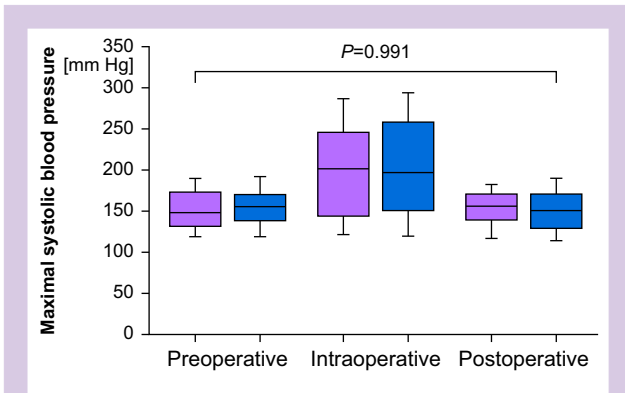 Maximal systolic blood pressure
[mm Hg]
350
300
250
200
150
100
50
0
P=0.991
Preoperative Intraoperative Postoperative